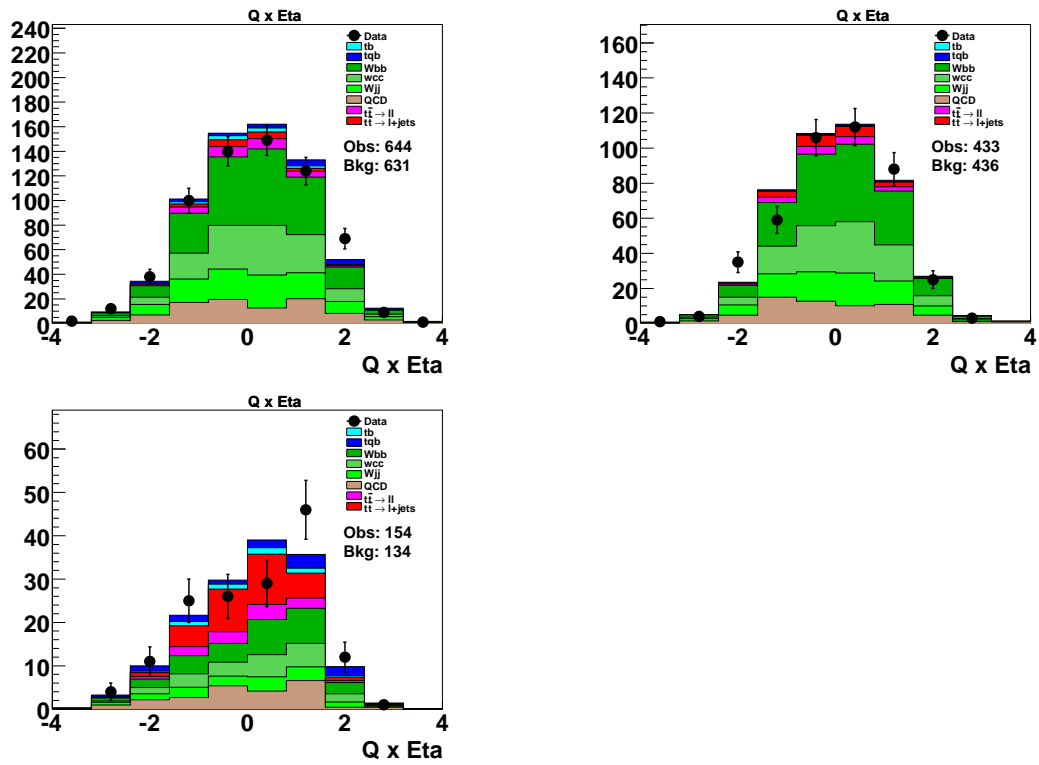 Q x Eta
240
220
200
180
160
140
120
100
80
60
40
20
0
-4 -2 0 2 4
Q x Eta
Data
tb
tqb
Wbb
wcc
Wjj
QCD
tt̄ → ll
tt̄ → l+jets
Obs: 644
Bkg: 631
Q x Eta
160
140
120
100
80
60
40
20
0
-4 -2 0 2 4
Q x Eta
Data
tb
tqb
Wbb
wcc
Wjj
QCD
tt̄ → ll
tt̄ → l+jets
Obs: 433
Bkg: 436
Q x Eta
60
50
40
30
20
10
0
-4 -2 0 2 4
Q x Eta
Data
tb
tqb
Wbb
wcc
Wjj
QCD
tt̄ → ll
tt̄ → l+jets
Obs: 154
Bkg: 134